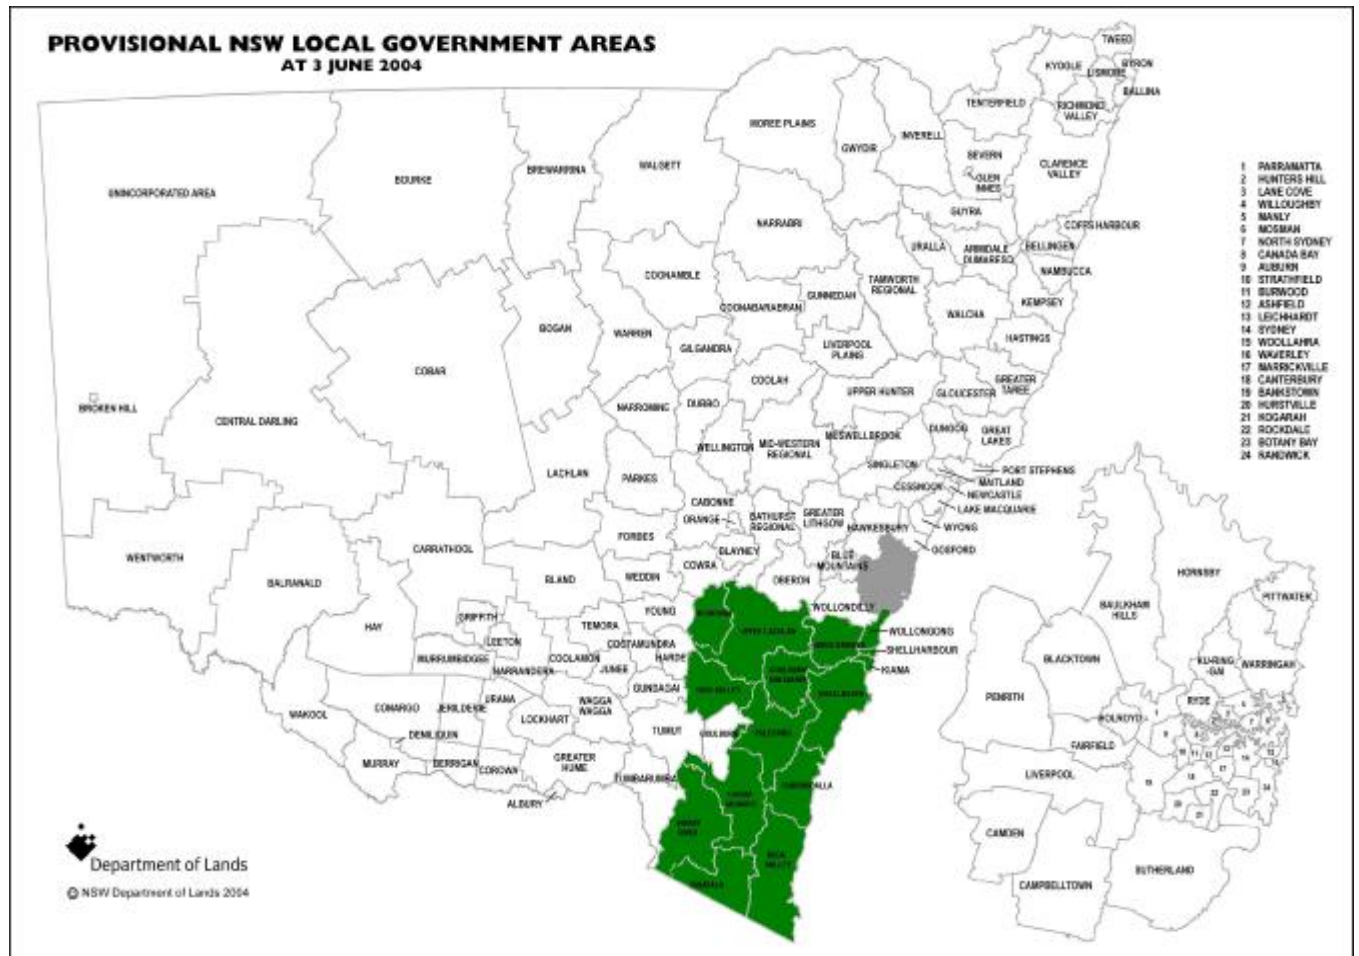 PROVISIONAL NSW LOCAL GOVERNMENT AREAS
AT 3 JUNE 2004
TWEED
KYOGLE
LISMORE
BYRON
BALLINA
RICHMOND
VALLEY
TENTERFIELD
MOREE PLAINS
GWYDIR
INVERELL
SEVERN
GLEN
INNES
CLARENCE
VALLEY
UNINCORPORATED AREA
BOURKE
BREWARRINA
WALGETT
NARRABRI
GUYRA
COFFS HARBOUR
URALLA
ARMIDALE
DUMARESQ
BELLINGEN
NAMBUCCA
COONAMBLE
COONABARABRAN
GUNNEDAH
TAMWORTH
REGIONAL
WALCHA
KEMPSEY
HASTINGS
BOGAN
WARREN
GILGANDRA
LIVERPOOL
PLAINS
COBAR
COOLAH
UPPER HUNTER
GLOUCESTER
GREATER
TAREE
BROKEN HILL
CENTRAL DARLING
NARROMINE
DUBBO
WELLINGTON
MID-WESTERN
REGIONAL
MESWELLBROOK
DUNGOG
GREAT
LAKES
LACHLAN
PARKES
SINGLETON
PORT STEPHENS
MAITLAND
CESSNOCK
NEWCASTLE
LAKE MACQUARIE
CABONNE
ORANGE
BATHURST
REGIONAL
GREATER
LITHGOW
HAWKESBURY
WYONG
GOSFORD
WENTWORTH
BALRANALD
CARRATHOOL
FORBES
BLAYNEY
BLUE
MOUNTAINS
BLAND
WEDDIN
COWRA
OBERON
WOLLONDILLY
HAY
GRIFFITH
LEETON
TEMORA
YOUNG
COOTAMUNDRA
HARDE
WOLLONGONG
SHELLHARBOUR
KIAMA
MURRUMBIDGEE
NARRANDERA
COOLAMON
JUNEE
GUNDAGAI
WAKOOL
CONARGO
JERILDERIE
URANA
LOCKHART
WAGGA
WAGGA
TUMUT
DENILIQUIN
MURRAY
BERRIGAN
COROWA
GREATER
HUME
TUMBARUMBA
ALBURY
PALERANG
1 PARRAMATTA
2 HUNTERS HILL
3 LANE COVE
4 WILLOUGHBY
5 MANLY
6 MOSMAN
7 NORTH SYDNEY
8 CANADA BAY
9 AUBURN
10 STRATHFIELD
11 BURWOOD
12 ASHFIELD
13 LEICHHARDT
14 SYDNEY
15 WOOLLAHRA
16 WAVERLEY
17 MARRICKVILLE
18 CANTERBURY
19 BANKSTOWN
20 HURSTVILLE
21 KOGARAH
22 ROCKDALE
23 BOTANY BAY
24 RANDWICK
HORNSBY
PITTWATER
BAULKHAM
HILLS
KU-RING
-GAI
WARRINGAH
BLACKTOWN
PENRITH
RYDE
HOLROYD
FAIRFIELD
LIVERPOOL
CAMDEN
CAMPBELLTOWN
SUTHERLAND
Department of Lands
© NSW Department of Lands 2004